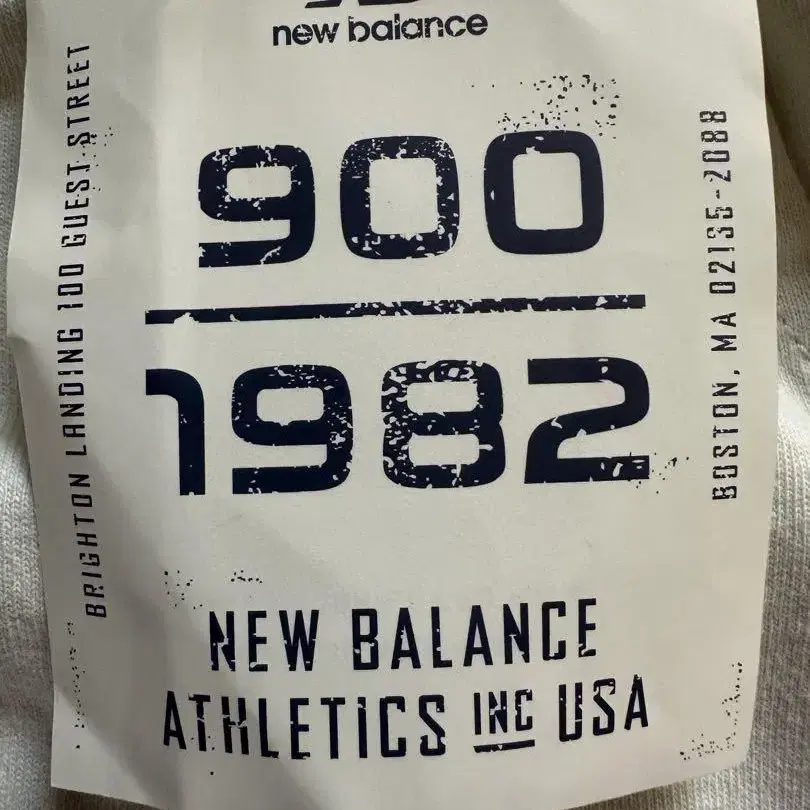 new balance
900
1982
NEW BALANCE
ATHLETICS INC USA
BRIGHTON LANDING 100 GUEST STREET
BOSTON, MA 02135-2088